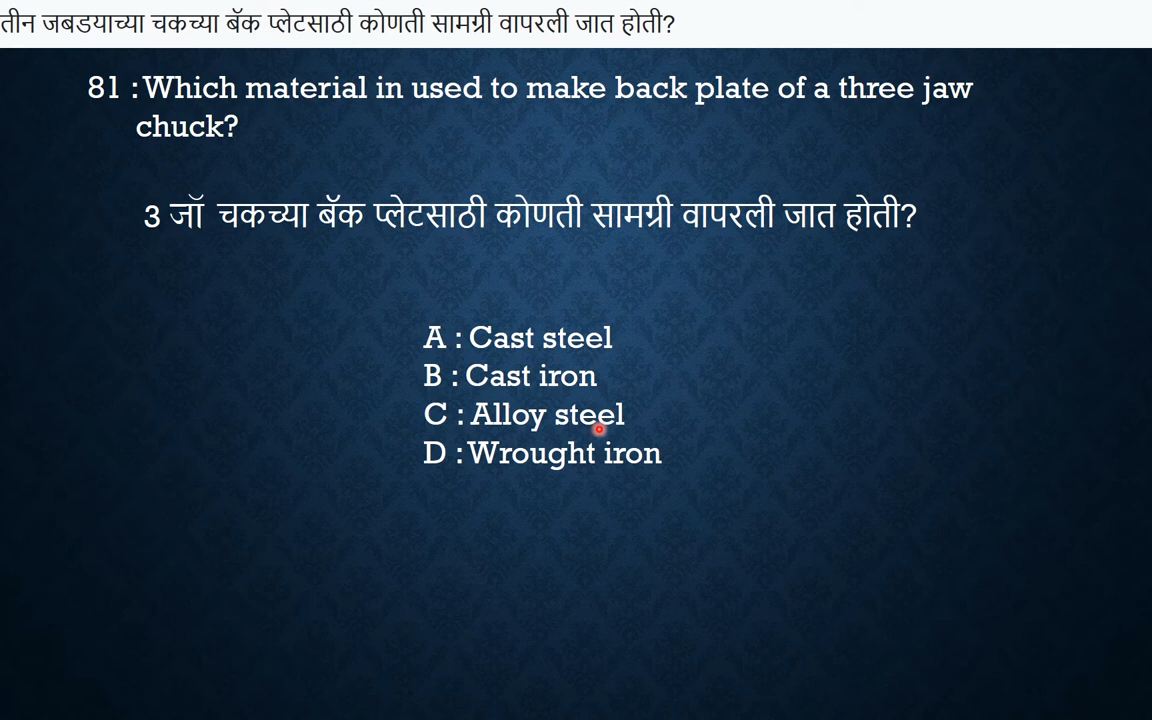 तीन जबडयाच्या चकच्या बॅक प्लेटसाठी कोणती सामग्री वापरली जात होती?
81 : Which material in used to make back plate of a three jaw
chuck?
3 जॉ चकच्या बॅक प्लेटसाठी कोणती सामग्री वापरली जात होती?
A : Cast steel
B : Cast iron
C : Alloy steel
D : Wrought iron